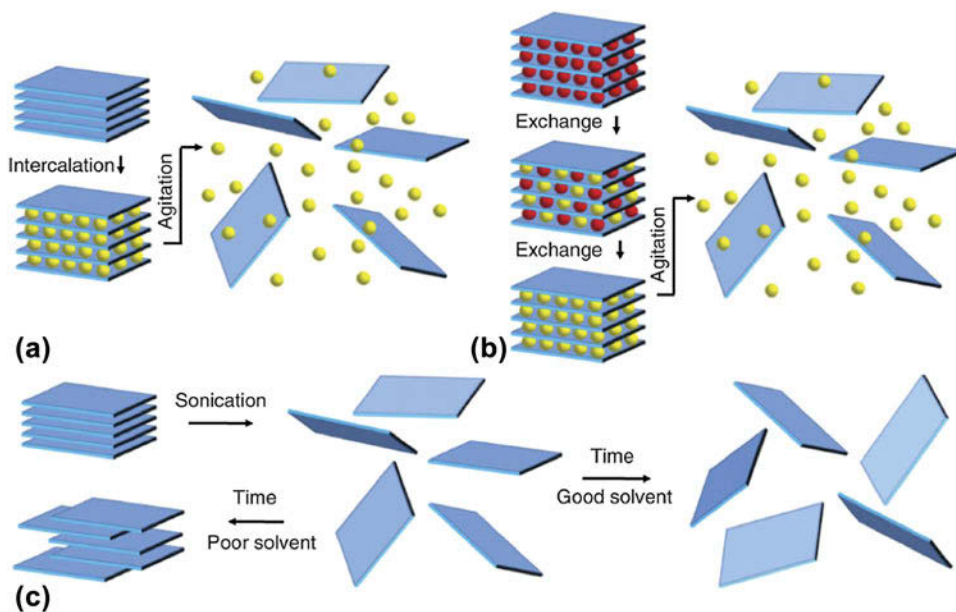 Intercalation
Agitation
(a)
Exchange
Exchange
Agitation
(b)
Sonication
Time
Poor solvent
Time
Good solvent
(c)